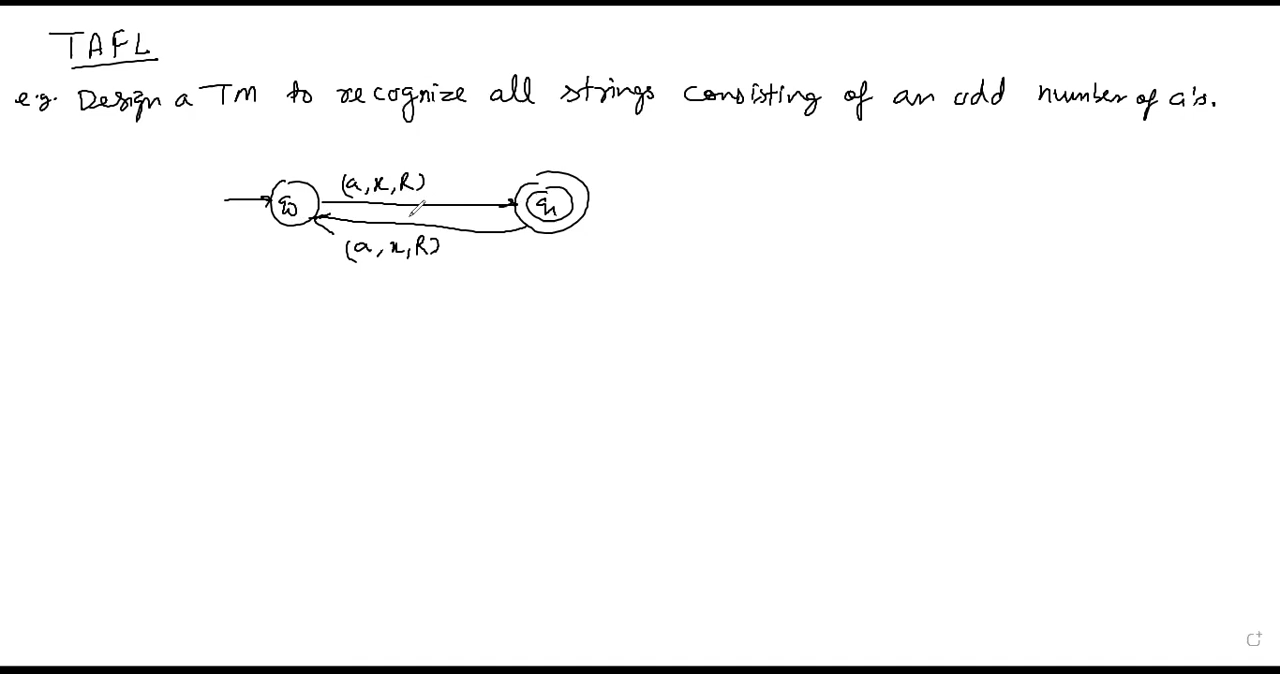 TAFL
e.g. Design a TM to recognize all strings consisting of an odd number of a's.
(a, x, R)
q0 q1
(a, x, R)